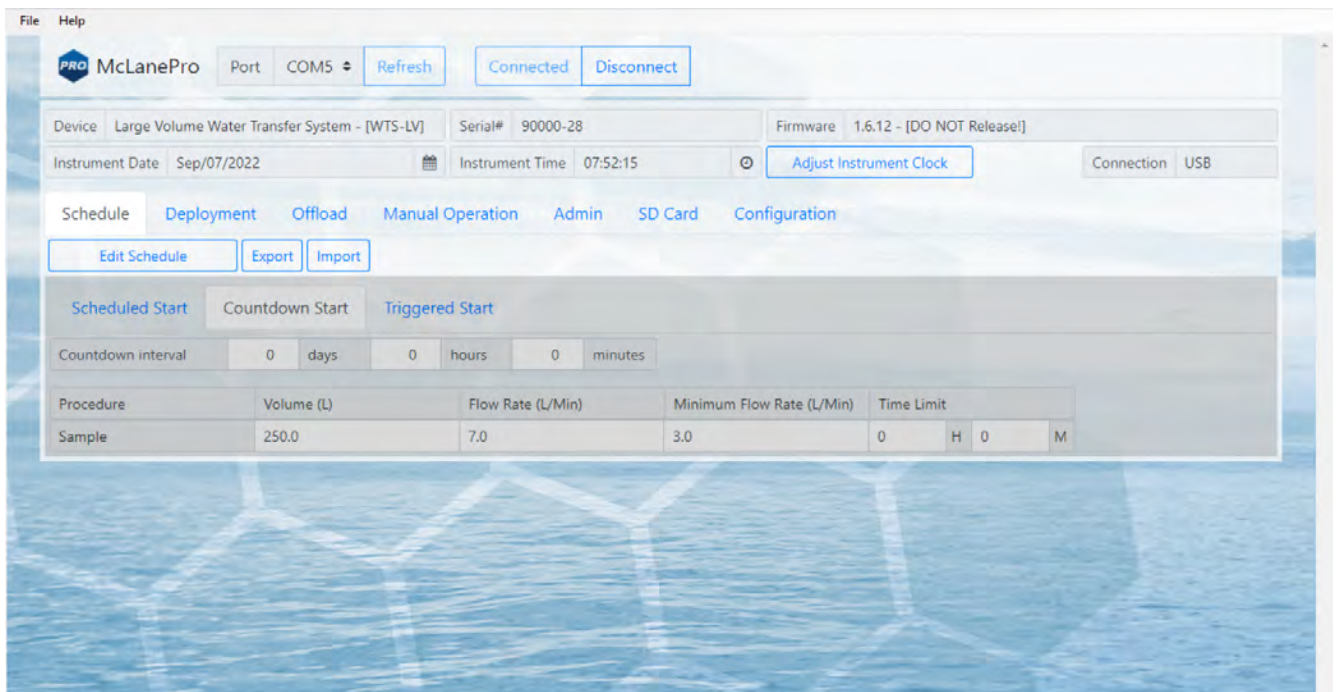 File Help
PRO McLanePro Port COM5 Refresh Connected Disconnect
Device Large Volume Water Transfer System - [WTS-LV] Serial# 90000-28 Firmware 1.6.12 - [DO NOT Release!]
Instrument Date Sep/07/2022 Instrument Time 07:52:15 Adjust Instrument Clock Connection USB
Schedule Deployment Offload Manual Operation Admin SD Card Configuration
Edit Schedule Export Import
Scheduled Start Countdown Start Triggered Start
Countdown interval 0 days 0 hours 0 minutes
Procedure Volume (L) Flow Rate (L/Min) Minimum Flow Rate (L/Min) Time Limit
Sample 250.0 7.0 3.0 0 H 0 M